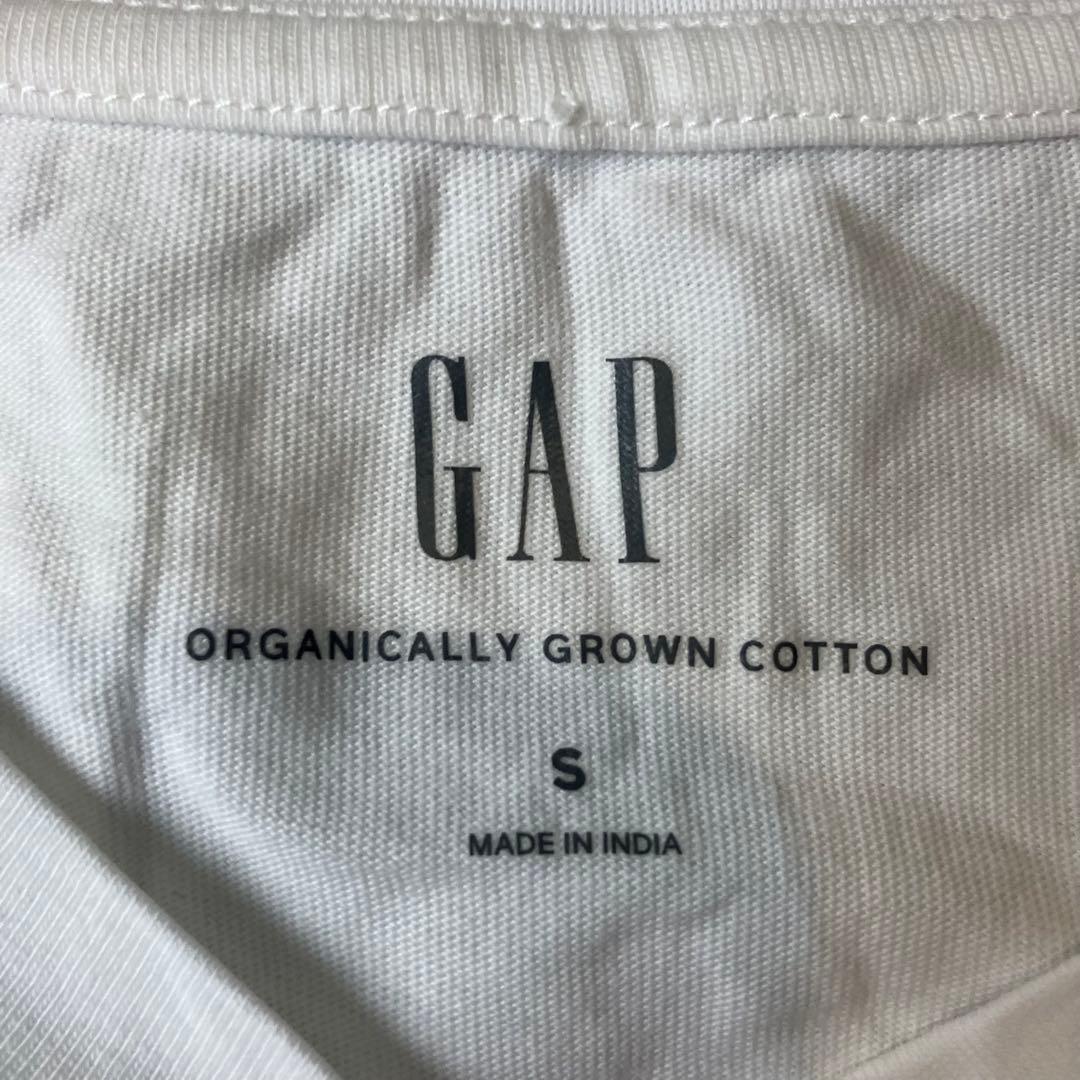 GAP
ORGANICALLY GROWN COTTON
S
MADE IN INDIA